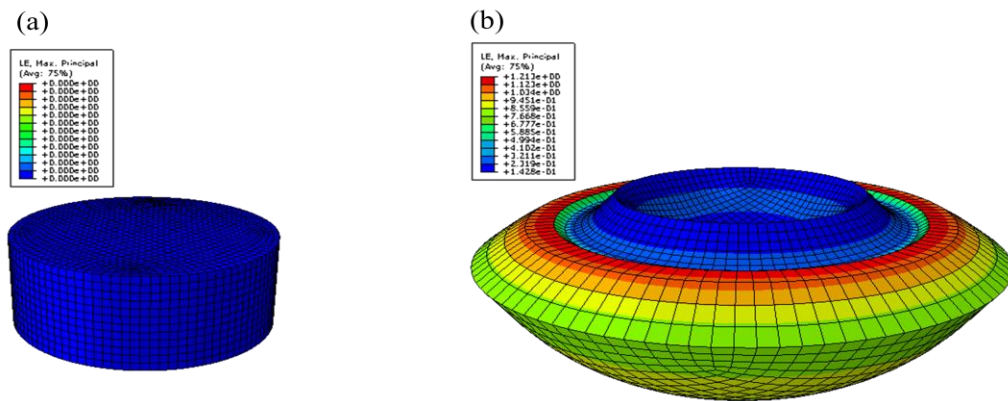 (a)
LE, Max. Principal
(Avg: 75%)
+0.000e+00
+0.000e+00
+0.000e+00
+0.000e+00
+0.000e+00
+0.000e+00
+0.000e+00
+0.000e+00
+0.000e+00
+0.000e+00
+0.000e+00
+0.000e+00
+0.000e+00
(b)
LE, Max. Principal
(Avg: 75%)
+1.213e+00
+1.123e+00
+1.034e+00
+9.451e-01
+8.559e-01
+7.668e-01
+6.777e-01
+5.885e-01
+4.994e-01
+4.102e-01
+3.211e-01
+2.319e-01
+1.428e-01